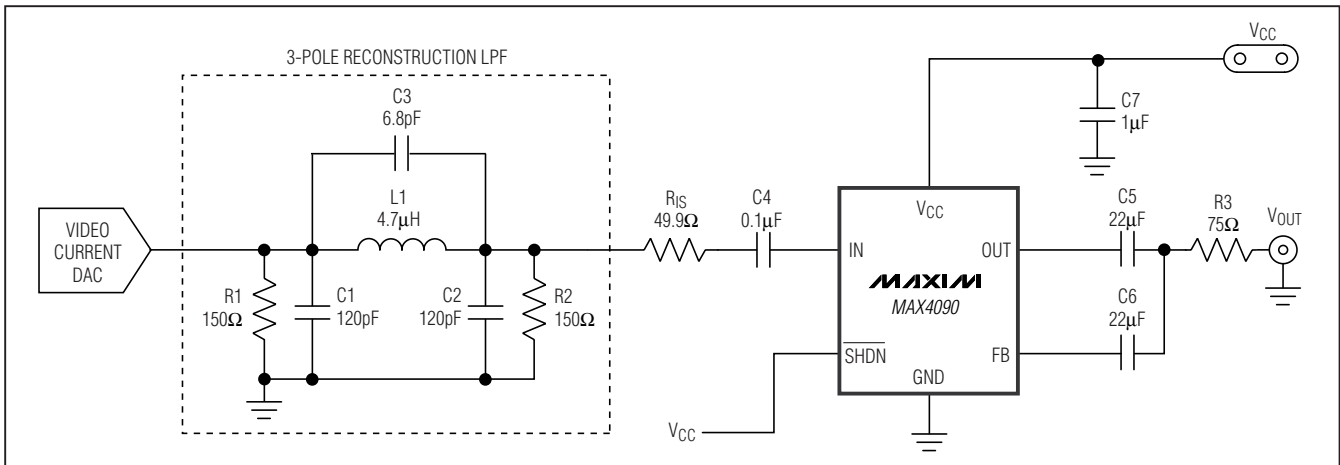 3-POLE RECONSTRUCTION LPF
C3
6.8pF
L1
4.7µH
VIDEO
CURRENT
DAC
R1
150Ω
C1
120pF
C2
120pF
R2
150Ω
RIS
49.9Ω
C4
0.1µF
VCC
C7
1µF
VCC
IN
OUT
MAXIM
MAX4090
SHDN
FB
GND
VCC
C5
22µF
C6
22µF
R3
75Ω
VOUT